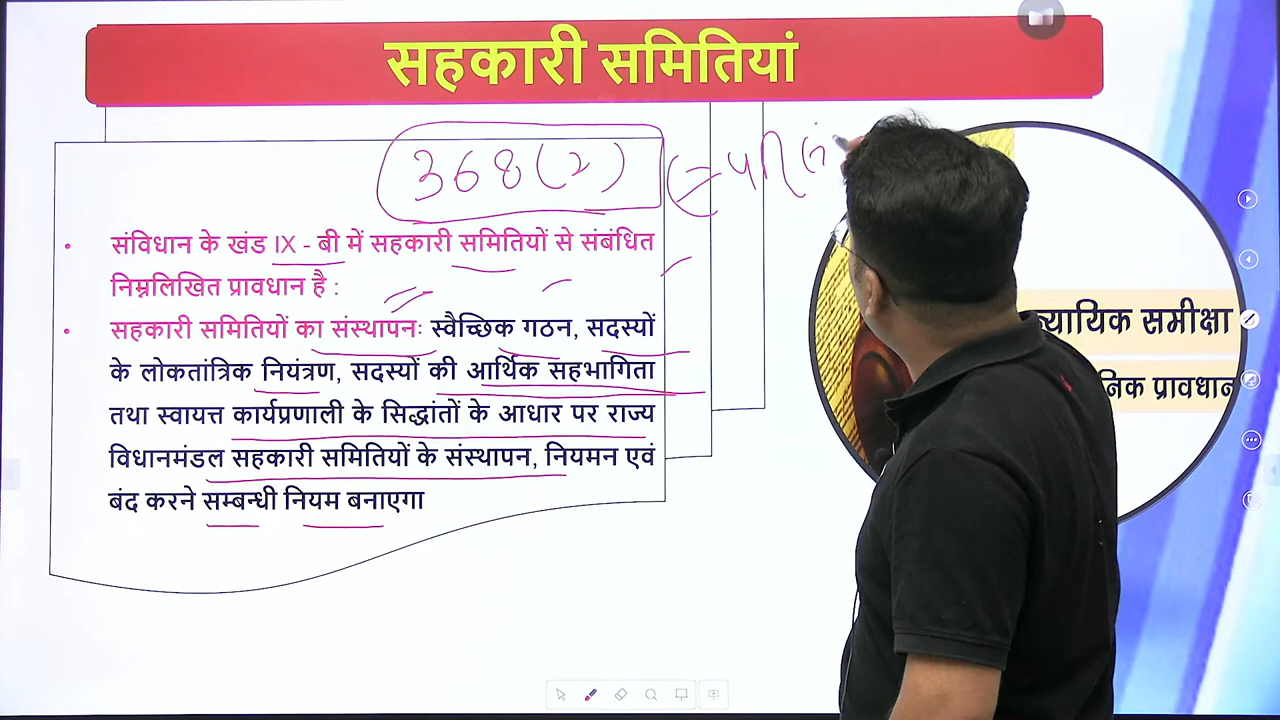 सहकारी समितियां
368(2)
• संविधान के खंड IX - बी में सहकारी समितियों से संबंधित
निम्नलिखित प्रावधान है :
• सहकारी समितियों का संस्थापनः स्वैच्छिक गठन, सदस्यों
के लोकतांत्रिक नियंत्रण, सदस्यों की आर्थिक सहभागिता
तथा स्वायत्त कार्यप्रणाली के सिद्धांतों के आधार पर राज्य
विधानमंडल सहकारी समितियों के संस्थापन, नियमन एवं
बंद करने सम्बन्धी नियम बनाएगा
समीक्षा
प्रावधान